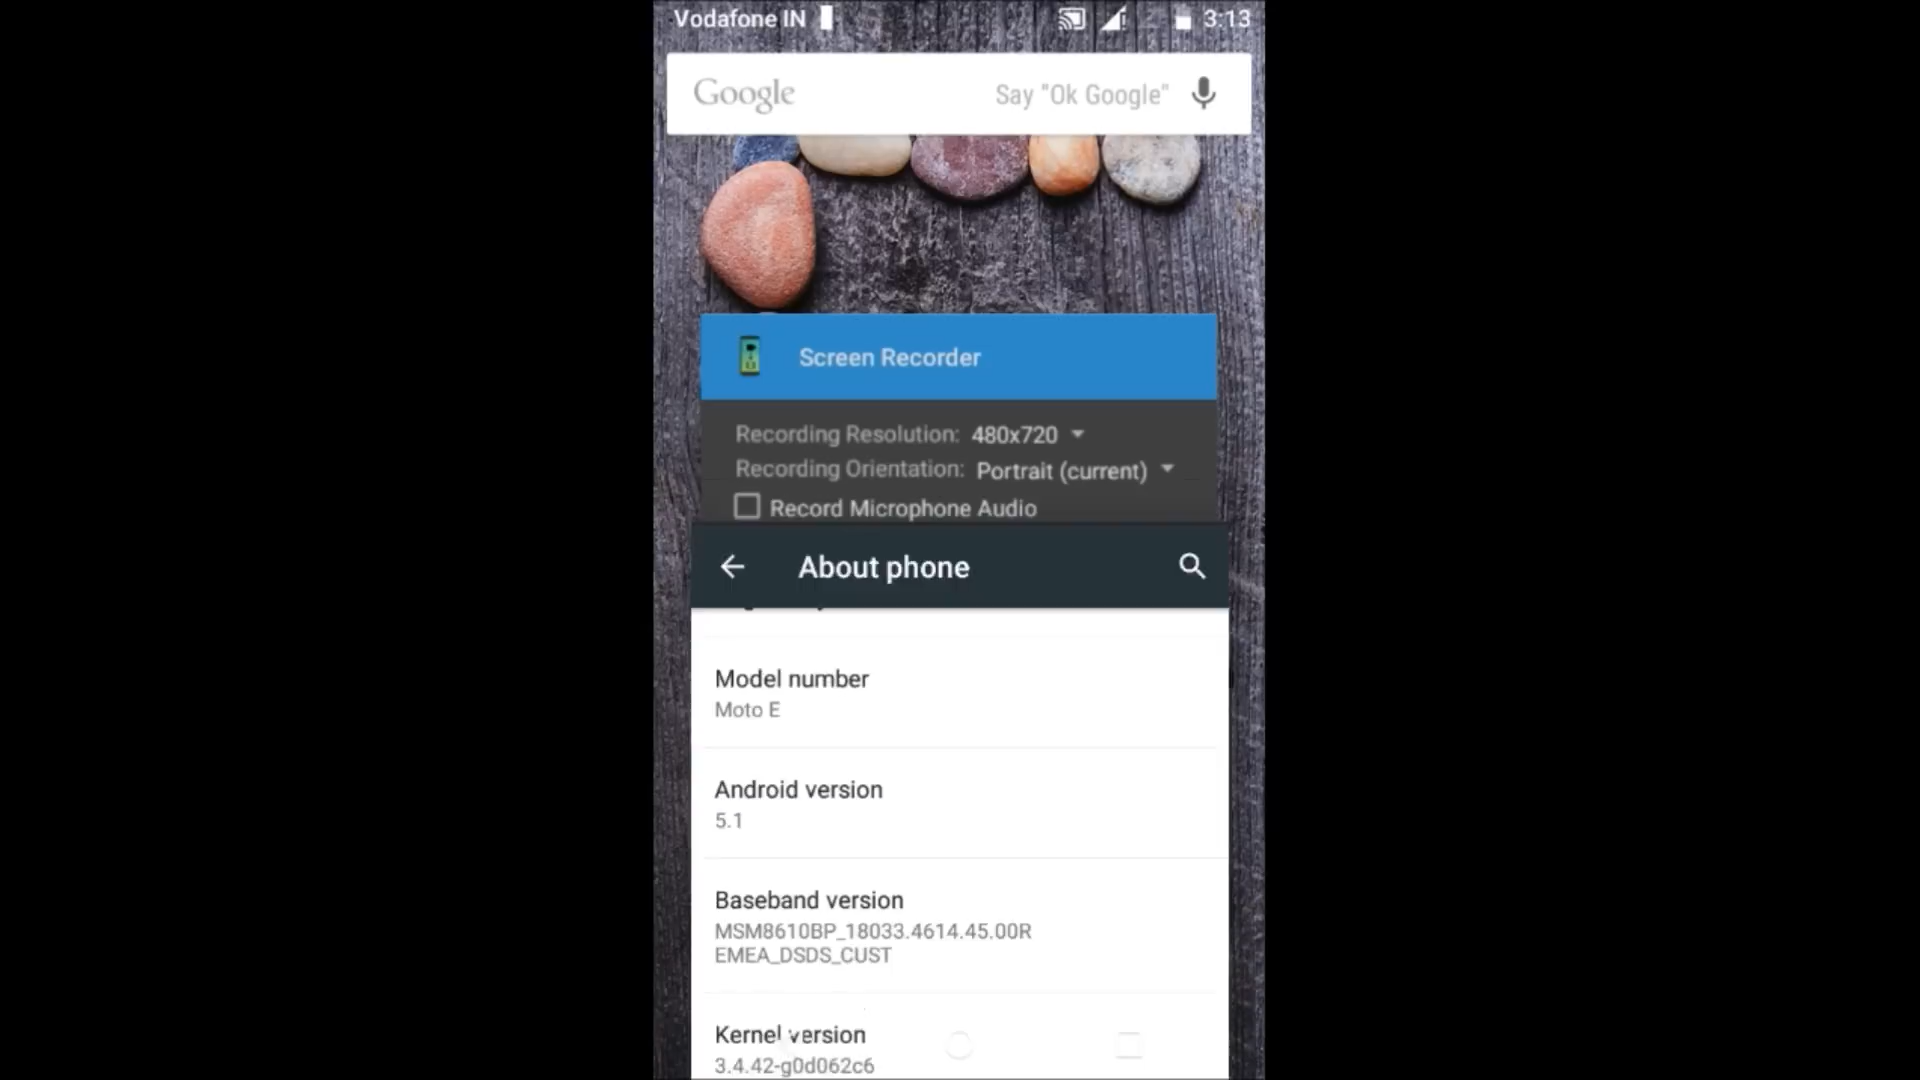 Vodafone IN
3:13
Google
Say "Ok Google"
Screen Recorder
Recording Resolution: 480x720
Recording Orientation: Portrait (current)
Record Microphone Audio
About phone
Model number
Moto E
Android version
5.1
Baseband version
MSM8610BP_18033.4614.45.00R
EMEA_DSDS_CUST
Kernel version
3.4.42-g0d062c6